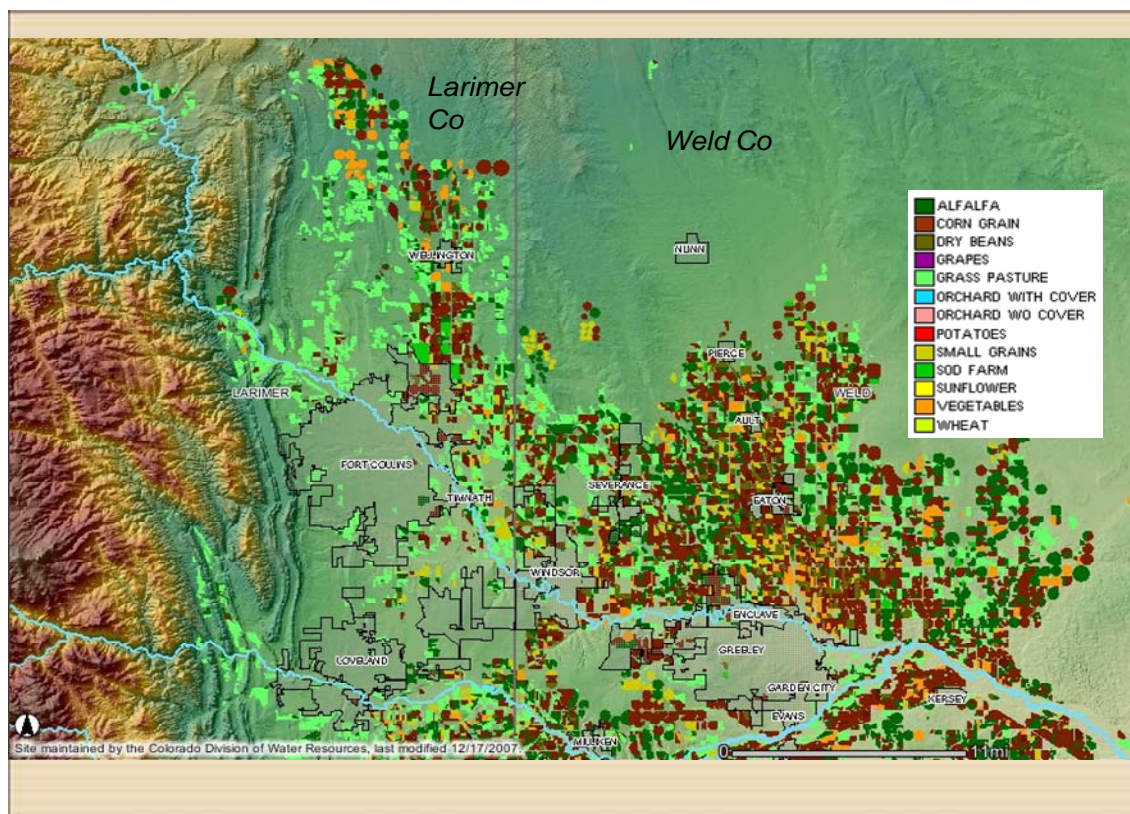 Larimer
Co
Weld Co
ALFALFA
CORN GRAIN
DRY BEANS
GRAPES
GRASS PASTURE
ORCHARD WITH COVER
ORCHARD WO COVER
POTATOES
SMALL GRAINS
SOD FARM
SUNFLOWER
VEGETABLES
WHEAT
NUNN
WELLINGTON
PIERCE
LARIMER
WELD
AULT
FORT COLLINS
SEVERANCE
TIMNATH
EATON
WINDSOR
ENCLAVE
GREELEY
LOVELAND
GARDEN CITY
KERSEY
EVANS
MILLIKEN
Site maintained by the Colorado Division of Water Resources, last modified 12/17/2007.
0 11mi